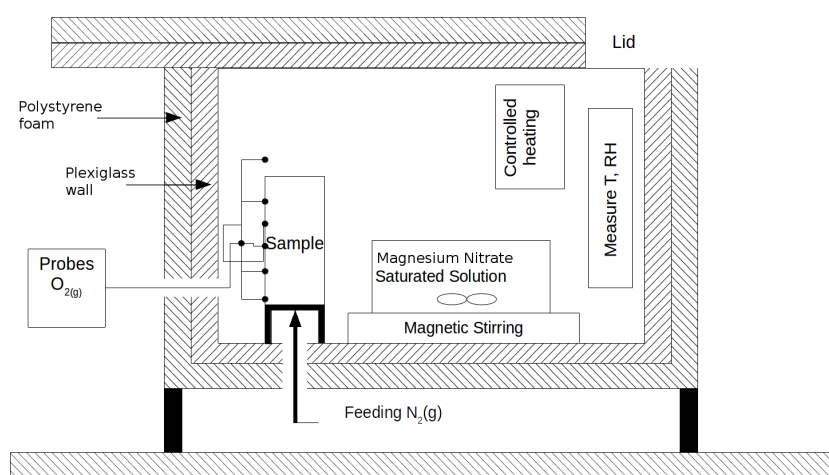 Lid
Polystyrene
foam
Plexiglass
wall
Controlled
heating
Measure T, RH
Sample
Probes
O2(g)
Magnesium Nitrate
Saturated Solution
Magnetic Stirring
Feeding N2(g)